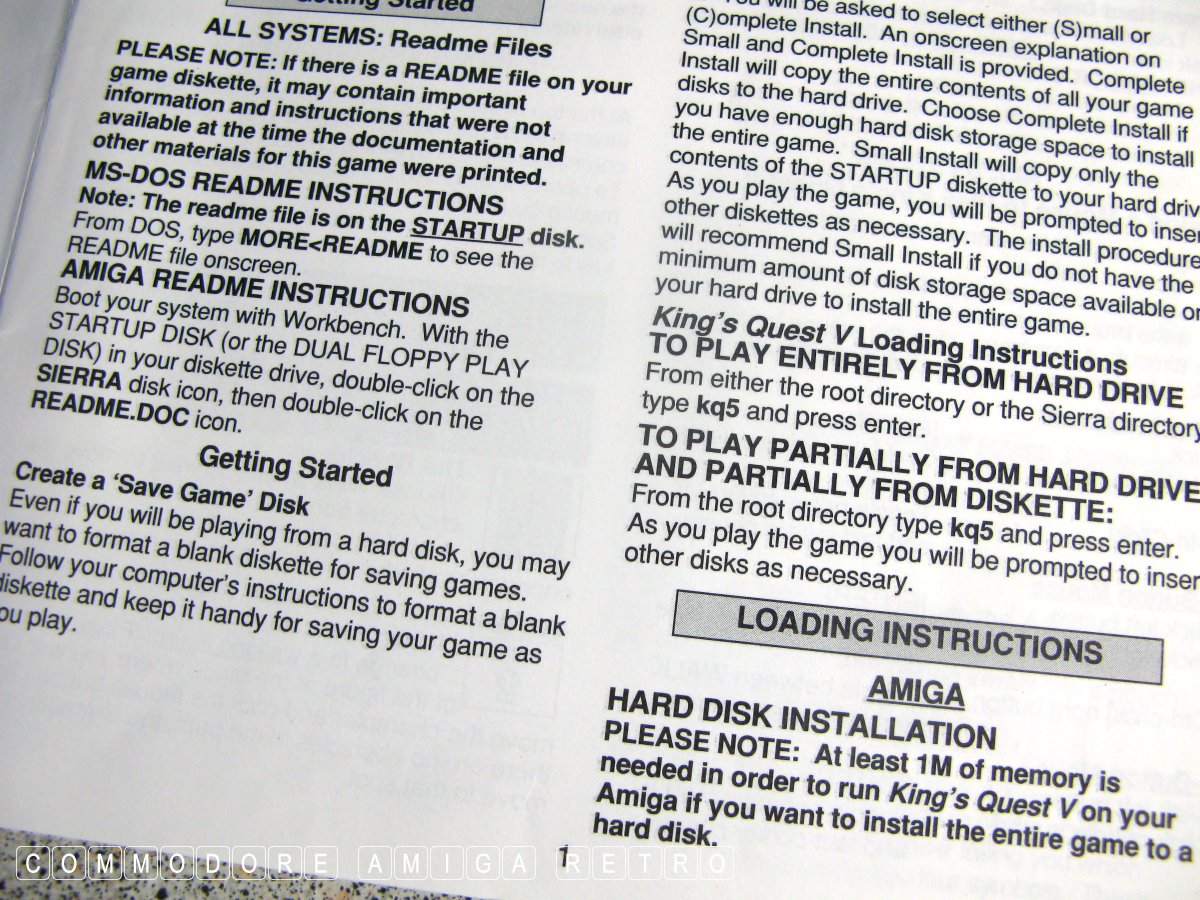 Getting Started
ALL SYSTEMS: Readme Files
PLEASE NOTE: If there is a README file on your
game diskette, it may contain important
information and instructions that were not
available at the time the documentation and
other materials for this game were printed.
MS-DOS README INSTRUCTIONS
Note: The readme file is on the STARTUP disk.
From DOS, type MORE<README to see the
README file onscreen.
AMIGA README INSTRUCTIONS
Boot your system with Workbench. With the
STARTUP DISK (or the DUAL FLOPPY PLAY
DISK) in your diskette drive, double-click on the
SIERRA disk icon, then double-click on the
README.DOC icon.
Getting Started
Create a 'Save Game' Disk
Even if you will be playing from a hard disk, you may
want to format a blank diskette for saving games.
Follow your computer's instructions to format a blank
diskette and keep it handy for saving your game as
you play.
You will be asked to select either (S)mall or
(C)omplete Install. An onscreen explanation on
Small and Complete Install is provided. Complete
Install will copy the entire contents of all your game
disks to the hard drive. Choose Complete Install if
you have enough hard disk storage space to install
the entire game. Small Install will copy only the
contents of the STARTUP diskette to your hard driv
As you play the game, you will be prompted to inser
other diskettes as necessary. The install procedure
will recommend Small Install if you do not have the
minimum amount of disk storage space available on
your hard drive to install the entire game.
King's Quest V Loading Instructions
TO PLAY ENTIRELY FROM HARD DRIVE
From either the root directory or the Sierra directory
type kq5 and press enter.
TO PLAY PARTIALLY FROM HARD DRIVE
AND PARTIALLY FROM DISKETTE:
From the root directory type kq5 and press enter.
As you play the game you will be prompted to inser
other disks as necessary.
LOADING INSTRUCTIONS
AMIGA
HARD DISK INSTALLATION
PLEASE NOTE: At least 1M of memory is
needed in order to run King's Quest V on your
Amiga if you want to install the entire game to a
hard disk.
1
COMMODORE AMIGA RETRO